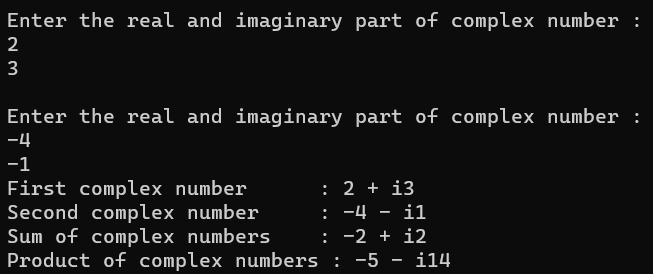 Enter the real and imaginary part of complex number :
2
3
Enter the real and imaginary part of complex number :
-4
-1
First complex number      : 2 + i3
Second complex number     : -4 - i1
Sum of complex numbers    : -2 + i2
Product of complex numbers : -5 - i14